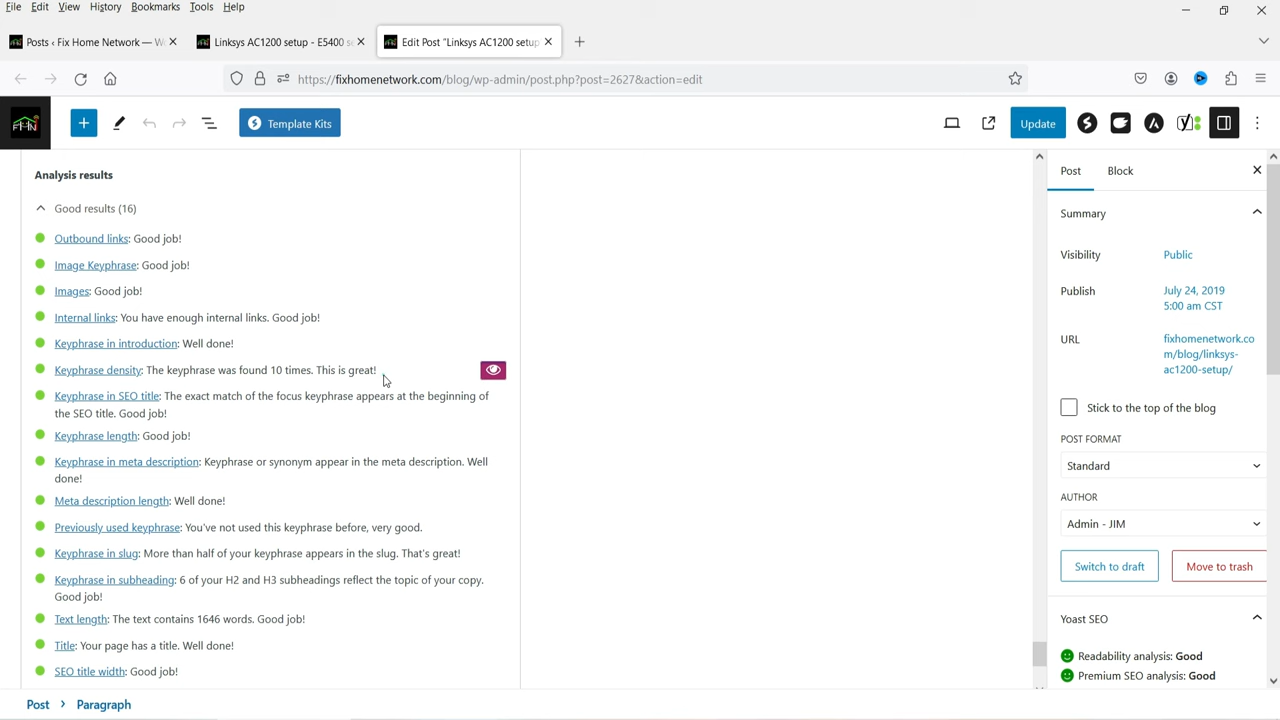 File Edit View History Bookmarks Tools Help
Posts ‹ Fix Home Network — W
Linksys AC1200 setup - E5400 s
Edit Post "Linksys AC1200 setup
https://fixhomenetwork.com/blog/wp-admin/post.php?post=2627&action=edit
FHN
Template Kits
Update
Analysis results
Good results (16)
Outbound links: Good job!
Image Keyphrase: Good job!
Images: Good job!
Internal links: You have enough internal links. Good job!
Keyphrase in introduction: Well done!
Keyphrase density: The keyphrase was found 10 times. This is great!
Keyphrase in SEO title: The exact match of the focus keyphrase appears at the beginning of
the SEO title. Good job!
Keyphrase length: Good job!
Keyphrase in meta description: Keyphrase or synonym appear in the meta description. Well
done!
Meta description length: Well done!
Previously used keyphrase: You've not used this keyphrase before, very good.
Keyphrase in slug: More than half of your keyphrase appears in the slug. That's great!
Keyphrase in subheading: 6 of your H2 and H3 subheadings reflect the topic of your copy.
Good job!
Text length: The text contains 1646 words. Good job!
Title: Your page has a title. Well done!
SEO title width: Good job!
Post Block
Summary
Visibility Public
Publish July 24, 2019
5:00 am CST
URL fixhomenetwork.co
m/blog/linksys-
ac1200-setup/
Stick to the top of the blog
POST FORMAT
Standard
AUTHOR
Admin - JIM
Switch to draft Move to trash
Yoast SEO
Readability analysis: Good
Premium SEO analysis: Good
Post › Paragraph